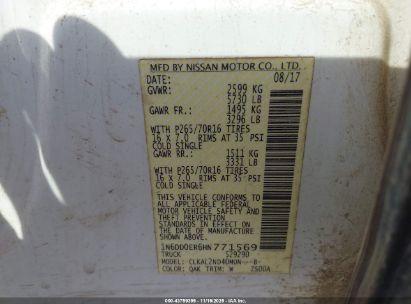 MFD BY NISSAN MOTOR CO., LTD.
DATE: 08/17
GVWR: 2599 KG
5730 LB
GAWR FR.: 1495 KG
3296 LB
WITH P265/70R16 TIRES
16 X 7.0 RIMS AT 35 PSI
COLD SINGLE
GAWR RR.: 1511 KG
3331 LB
WITH P265/70R16 TIRES
16 X 7.0 RIMS AT 35 PSI
COLD SINGLE
THIS VEHICLE CONFORMS TO
ALL APPLICABLE FEDERAL
MOTOR VEHICLE SAFETY
STANDARDS IN EFFECT ON
THE DATE OF MANUFACTURE
SHOWN ABOVE.
1N6DD0ER6HN771569
TRUCK S29290
MODEL:
COLOR: QAK TRIM: W